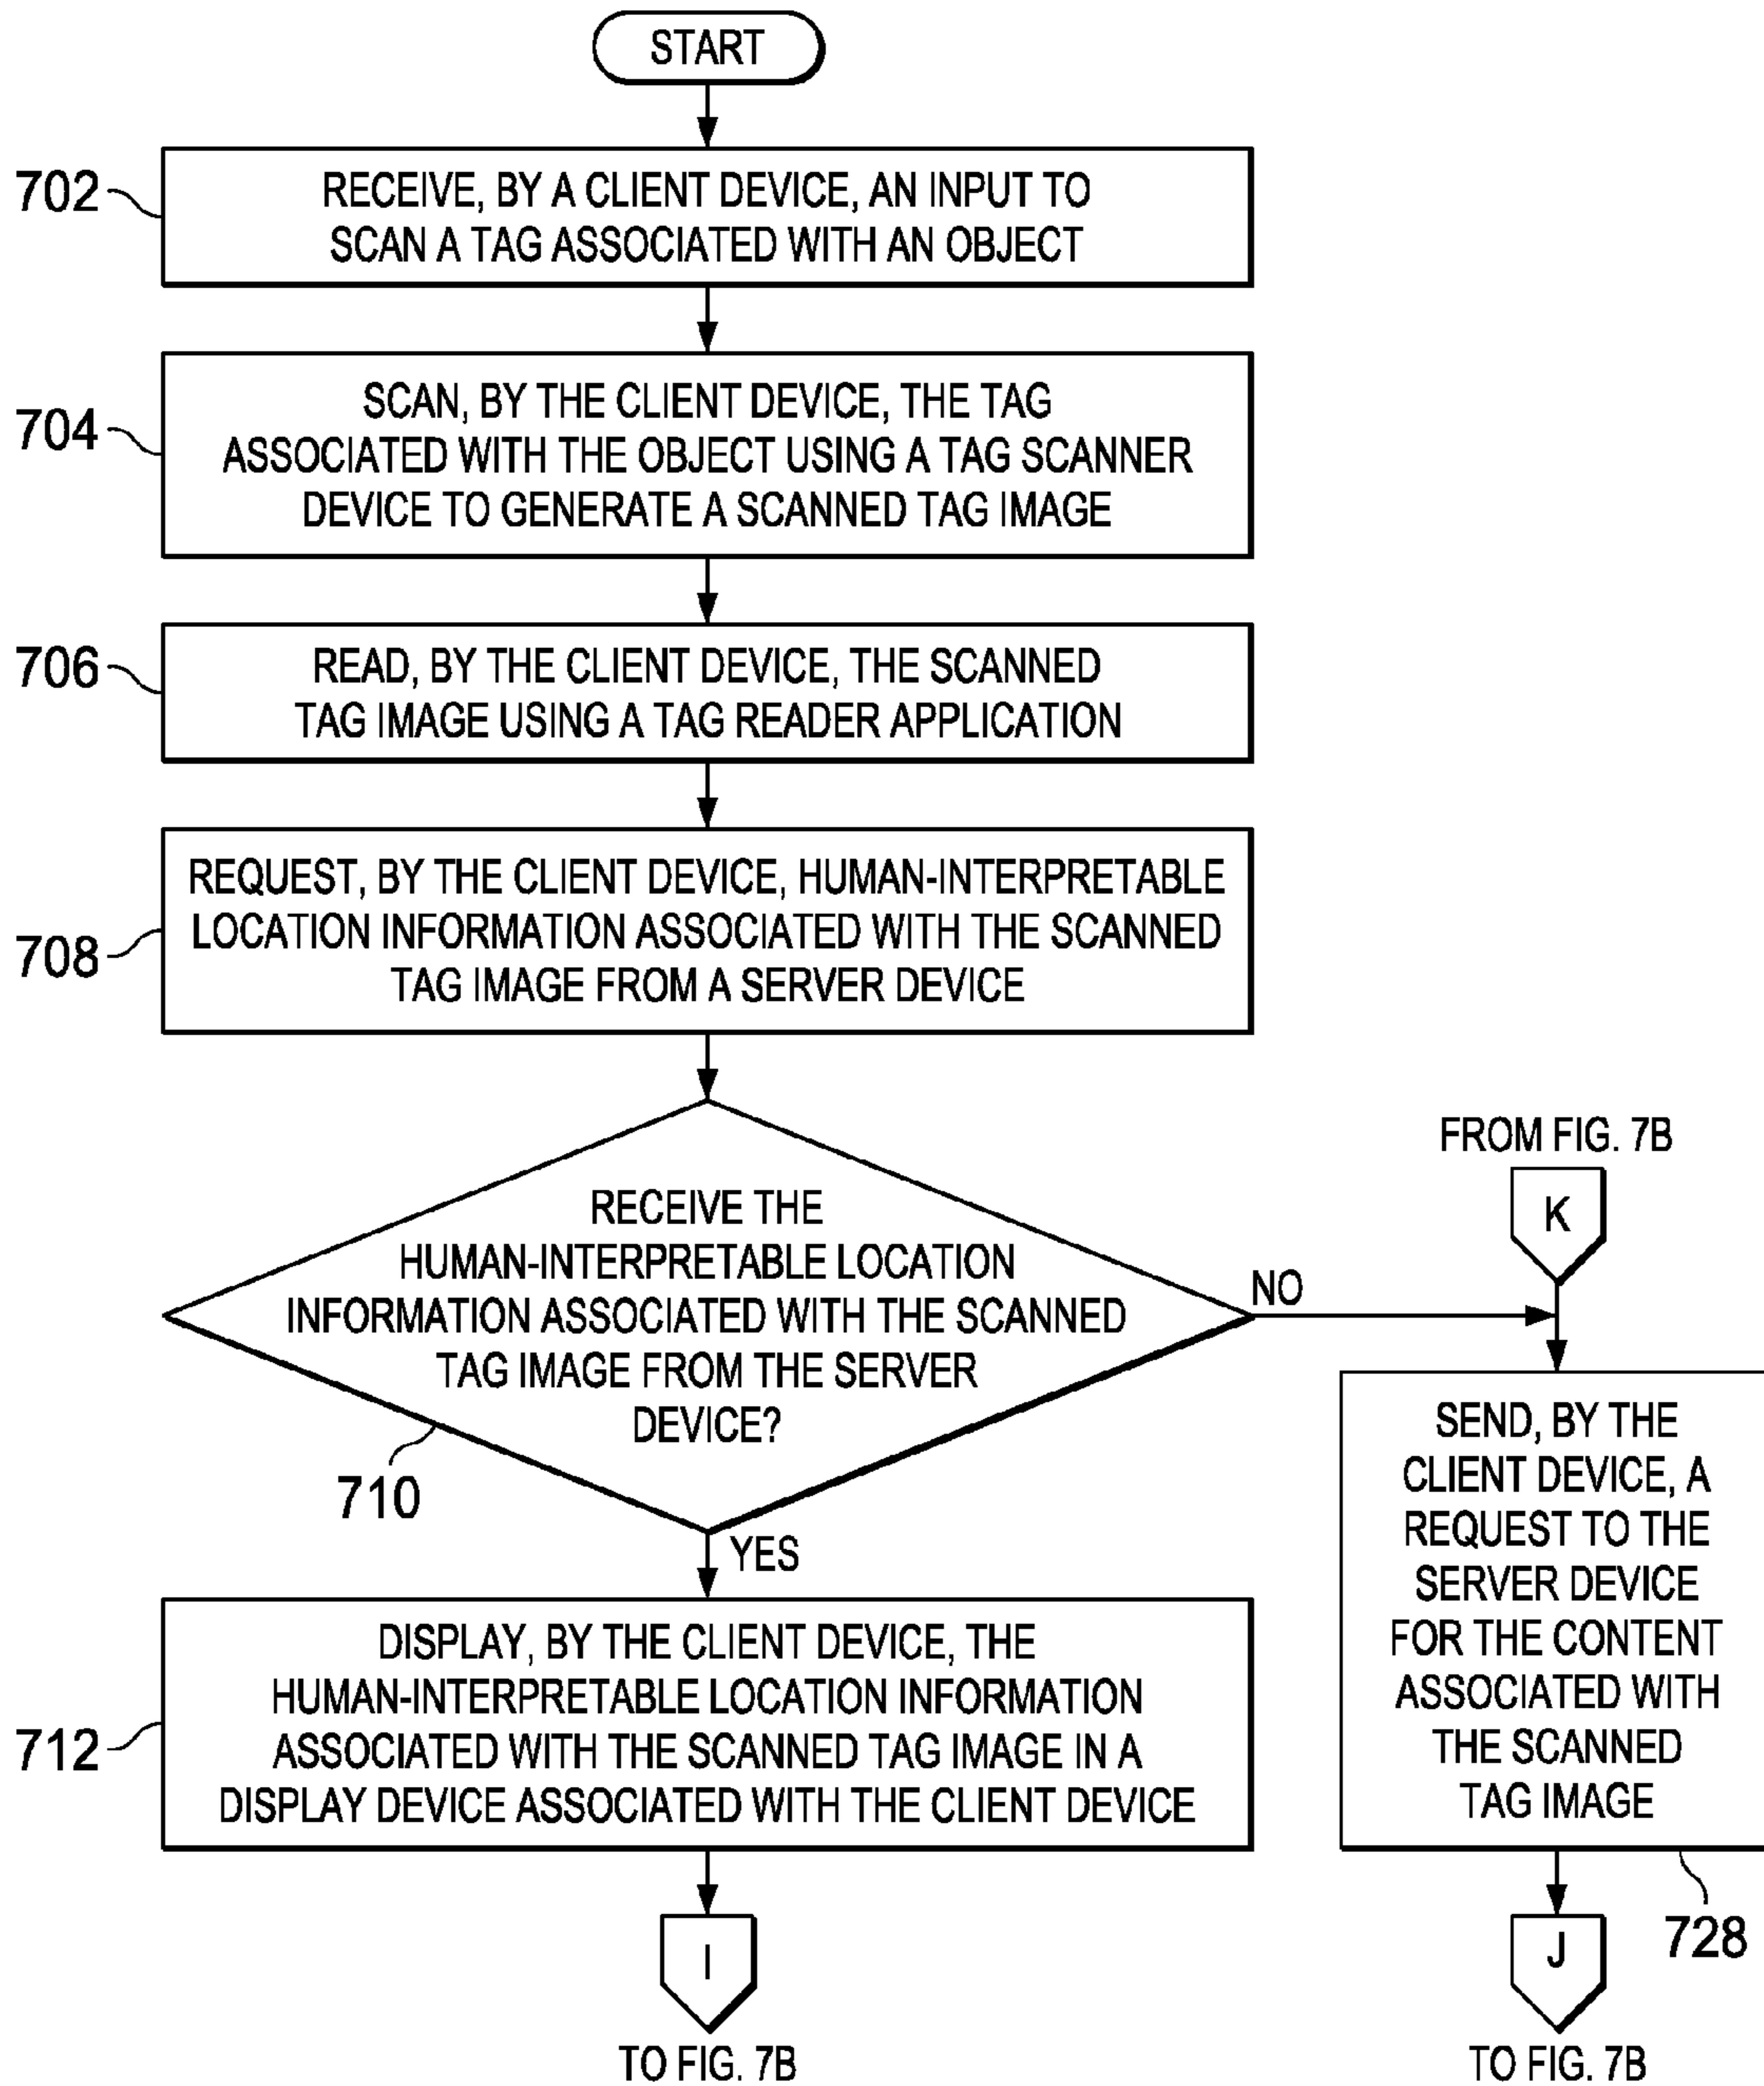 START
702
RECEIVE, BY A CLIENT DEVICE, AN INPUT TO
SCAN A TAG ASSOCIATED WITH AN OBJECT
704
SCAN, BY THE CLIENT DEVICE, THE TAG
ASSOCIATED WITH THE OBJECT USING A TAG SCANNER
DEVICE TO GENERATE A SCANNED TAG IMAGE
706
READ, BY THE CLIENT DEVICE, THE SCANNED
TAG IMAGE USING A TAG READER APPLICATION
708
REQUEST, BY THE CLIENT DEVICE, HUMAN-INTERPRETABLE
LOCATION INFORMATION ASSOCIATED WITH THE SCANNED
TAG IMAGE FROM A SERVER DEVICE
RECEIVE THE
HUMAN-INTERPRETABLE LOCATION
INFORMATION ASSOCIATED WITH THE SCANNED
TAG IMAGE FROM THE SERVER
DEVICE?
710
NO
YES
712
DISPLAY, BY THE CLIENT DEVICE, THE
HUMAN-INTERPRETABLE LOCATION INFORMATION
ASSOCIATED WITH THE SCANNED TAG IMAGE IN A
DISPLAY DEVICE ASSOCIATED WITH THE CLIENT DEVICE
I
TO FIG. 7B
FROM FIG. 7B
K
SEND, BY THE
CLIENT DEVICE, A
REQUEST TO THE
SERVER DEVICE
FOR THE CONTENT
ASSOCIATED WITH
THE SCANNED
TAG IMAGE
728
J
TO FIG. 7B